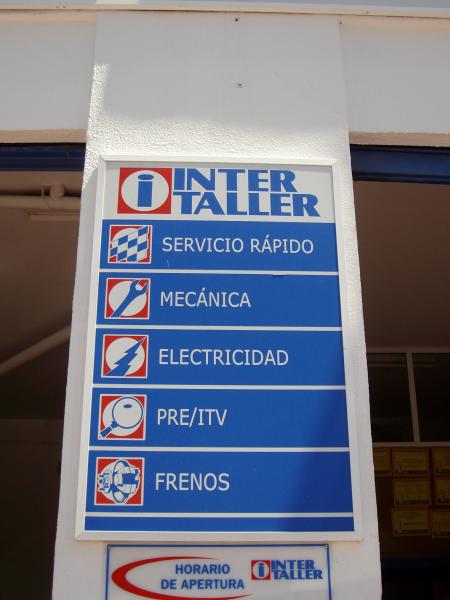 i INTER
TALLER
SERVICIO RÁPIDO
MECÁNICA
ELECTRICIDAD
PRE/ITV
FRENOS
HORARIO
DE APERTURA
i INTER
TALLER